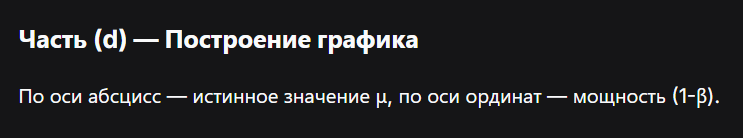 Часть (d) — Построение графика
По оси абсцисс — истинное значение μ, по оси ординат — мощность (1-β).